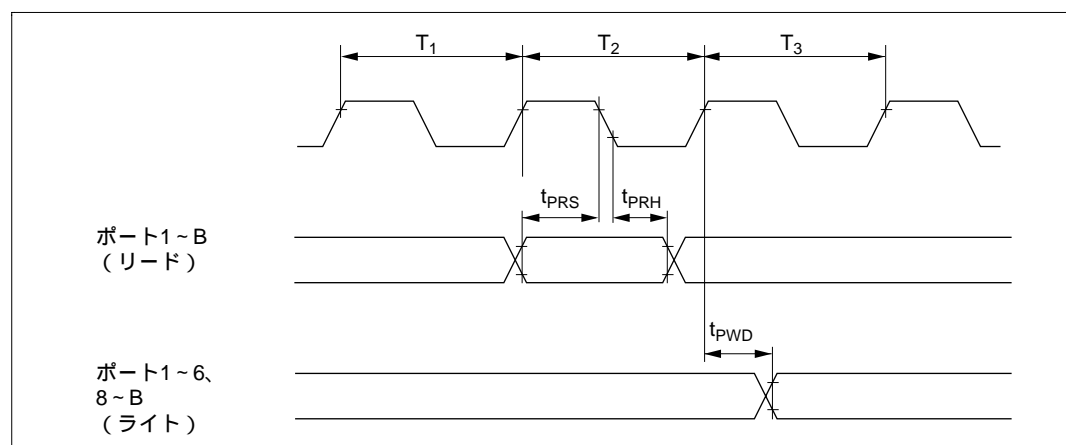 T1 T2 T3
tPRS tPRH
ポート1~B
(リード)
tPWD
ポート1~6、
8~B
(ライト)